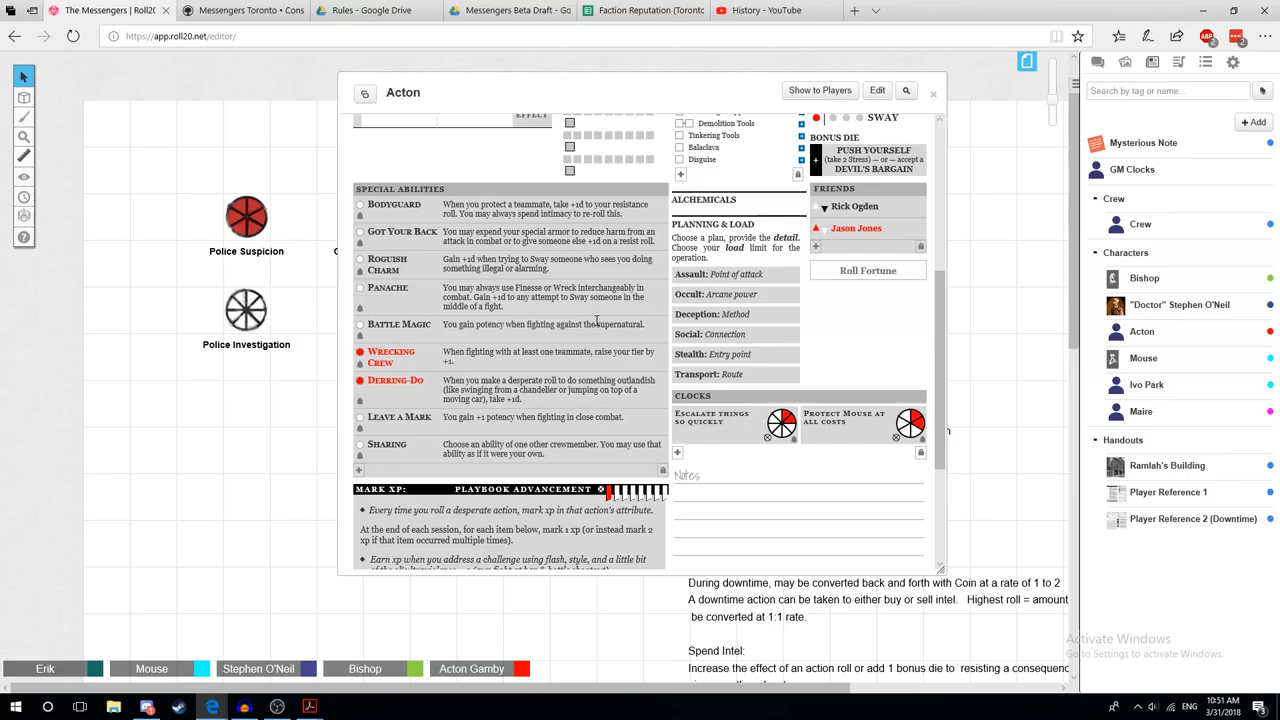 The Messengers | Roll20
Messengers Toronto • Cons
Rules - Google Drive
Messengers Beta Draft - Go
Faction Reputation (Toront
History - YouTube
https://app.roll20.net/editor/
Acton
Show to Players
Edit
EFFECT
Demolition Tools
Tinkering Tools
Balaclava
Disguise
SWAY
BONUS DIE
PUSH YOURSELF
(take 2 Stress) — or — accept a
DEVIL'S BARGAIN
SPECIAL ABILITIES
BODYGUARD
When you protect a teammate, take +1d to your resistance
roll. You may always spend intimacy to re-roll this.
GOT YOUR BACK
You may expend your special armor to reduce harm from an
attack in combat or to give someone else +1d on a resist roll.
ROGUISH
CHARM
Gain +1d when trying to Sway someone who sees you doing
something illegal or alarming.
PANACHE
You may always use Finesse or Wreck interchangeably in
combat. Gain +1d to any attempt to Sway someone in the
middle of a fight.
BATTLE MAGIC
You gain potency when fighting against the supernatural.
WRECKING
CREW
When fighting with at least one teammate, raise your tier by
+1.
DERRING-DO
When you make a desperate roll to do something outlandish
(like swinging from a chandelier or jumping on top of a
moving car), take +1d.
LEAVE A MARK
You gain +1 potency when fighting in close combat.
SHARING
Choose an ability of one other crewmember. You may use that
ability as if it were your own.
MARK XP:
PLAYBOOK ADVANCEMENT
Every time you roll a desperate action, mark xp in that action's attribute.
At the end of each session, for each item below, mark 1 xp (or instead mark 2
xp if that item occurred multiple times).
Earn xp when you address a challenge using flash, style, and a little bit
ALCHEMICALS
PLANNING & LOAD
Choose a plan, provide the detail.
Choose your load limit for the
operation.
Assault: Point of attack
Occult: Arcane power
Deception: Method
Social: Connection
Stealth: Entry point
Transport: Route
FRIENDS
Rick Ogden
Jason Jones
Roll Fortune
CLOCKS
ESCALATE THINGS
SO QUICKLY
PROTECT MOUSE AT
ALL COSTS
Notes
Police Suspicion
Police Investigation
During downtime, may be converted back and forth with Coin at a rate of 1 to 2
A downtime action can be taken to either buy or sell intel. Highest roll = amount
be converted at 1:1 rate.
Spend Intel:
Increase the effect of an action roll or add 1 bonus die to resisting a consequenc
Erik
Mouse
Stephen O'Neil
Bishop
Acton Gamby
Search by tag or name...
+ Add
Mysterious Note
GM Clocks
Crew
Crew
Characters
Bishop
"Doctor" Stephen O'Neil
Acton
Mouse
Ivo Park
Maire
Handouts
Ramlah's Building
Player Reference 1
Player Reference 2 (Downtime)
Activate Windows
Go to Settings to activate Windows.
ENG
10:51 AM
3/31/2018